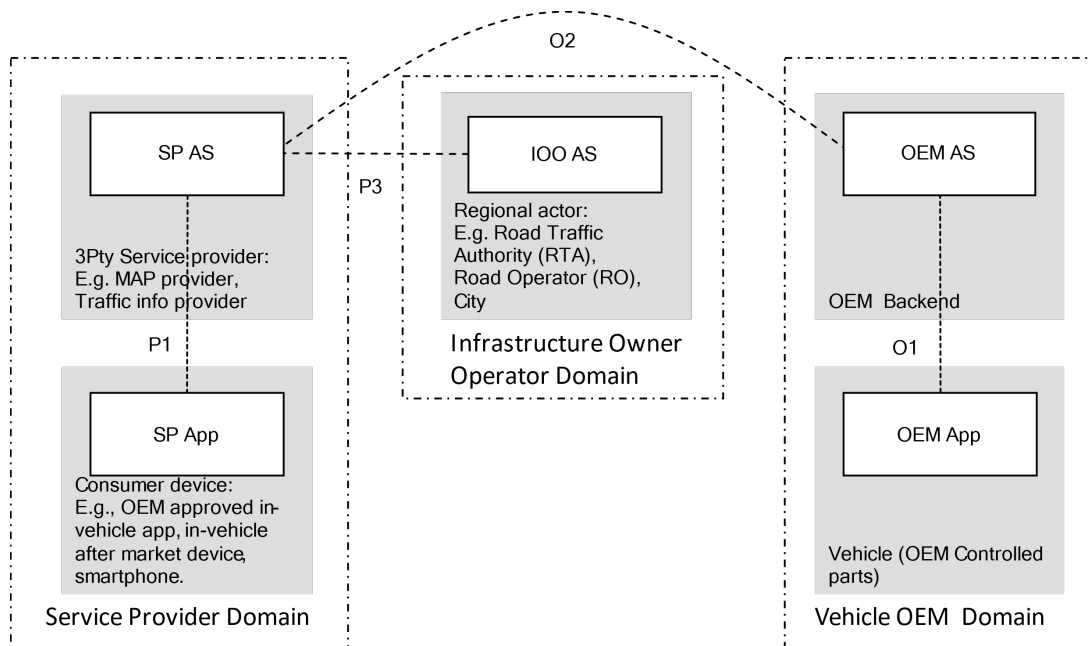 O2
SP AS
IOO AS
OEM AS
P3
3Pty Service provider:
E.g. MAP provider,
Traffic info provider
Regional actor:
E.g. Road Traffic
Authority (RTA),
Road Operator (RO),
City
OEM Backend
P1
Infrastructure Owner
Operator Domain
O1
SP App
OEM App
Consumer device:
E.g., OEM approved in-
vehicle app, in-vehicle
after market device,
smartphone.
Vehicle (OEM Controlled
parts)
Service Provider Domain
Vehicle OEM Domain